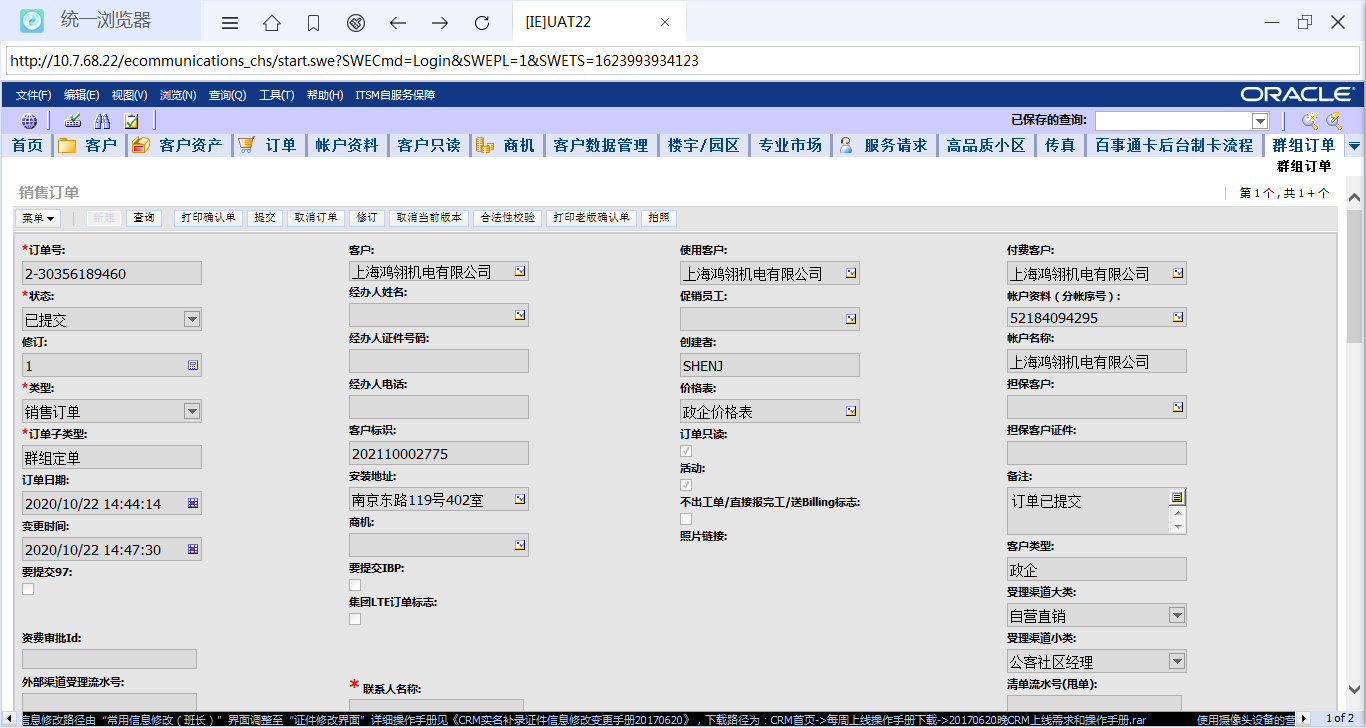 统一浏览器
[IE]UAT22
http://10.7.68.22/ecommunications_chs/start.swe?SWECmd=Login&SWEPL=1&SWETS=1623993934123
文件(F) 编辑(E) 视图(V) 浏览(N) 查询(Q) 工具(T) 帮助(H) ITSM自服务保障
ORACLE
已保存的查询:
首页 客户 客户资产 订单 帐户资料 客户只读 商机 客户数据管理 楼宇/园区 专业市场 服务请求 高品质小区 传真 百事通卡后台制卡流程 群组订单
群组订单
销售订单
第1个,共1+个
菜单 新建 查询 打印确认单 提交 取消订单 修订 取消当前版本 合法性校验 打印老版确认单 拍照
*订单号:
2-30356189460
*状态:
已提交
修订:
1
*类型:
销售订单
*订单子类型:
群组定单
订单日期:
2020/10/22 14:44:14
变更时间:
2020/10/22 14:47:30
要提交97:
资费审批Id:
外部渠道受理流水号:
客户:
上海鸿翎机电有限公司
经办人姓名:
经办人证件号码:
经办人电话:
客户标识:
202110002775
安装地址:
南京东路119号402室
商机:
要提交IBP:
集团LTE订单标志:
* 联系人名称:
使用客户:
上海鸿翎机电有限公司
促销员工:
创建者:
SHENJ
价格表:
政企价格表
订单只读:
活动:
不出工单/直接报完工/送Billing标志:
照片链接:
付费客户:
上海鸿翎机电有限公司
帐户资料（分帐序号）:
52184094295
帐户名称:
上海鸿翎机电有限公司
担保客户:
担保客户证件:
备注:
订单已提交
客户类型:
政企
受理渠道大类:
自营直销
受理渠道小类:
公客社区经理
清单流水号(甩单):
信息修改路径由“常用信息修改（班长）”界面调整至“证件修改界面”详细操作手册见《CRM实名补录证件信息修改变更手册20170620》，下载路径为：CRM首页->每周上线操作手册下载->20170620晚CRM上线需求和操作手册.rar 使用摄像头设备的营
1 of 2